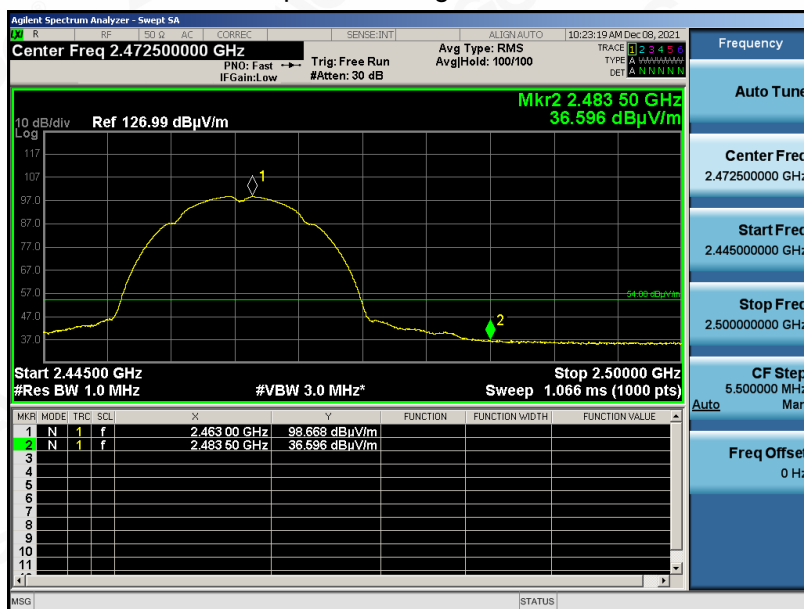 Agilent Spectrum Analyzer - Swept SA
LXI R RF 50 Ω AC CORREC SENSE:INT ALIGN AUTO 10:23:19 AM Dec 08, 2021
Center Freq 2.472500000 GHz
PNO: Fast
IFGain:Low
Trig: Free Run
#Atten: 30 dB
Avg Type: RMS
Avg|Hold: 100/100
TRACE 1 2 3 4 5 6
TYPE A WWWWW
DET A N N N N N
Mkr2 2.483 50 GHz
36.596 dBµV/m
10 dB/div Ref 126.99 dBµV/m
Log
117
107
97.0
87.0
77.0
67.0
57.0
47.0
37.0
1
2
54.00 dBµV/m
Start 2.44500 GHz Stop 2.50000 GHz
#Res BW 1.0 MHz #VBW 3.0 MHz* Sweep 1.066 ms (1000 pts)
MKR MODE TRC SCL X Y FUNCTION FUNCTION WIDTH FUNCTION VALUE
1 N 1 f 2.463 00 GHz 98.668 dBµV/m
2 N 1 f 2.483 50 GHz 36.596 dBµV/m
3
4
5
6
7
8
9
10
11
MSG STATUS
Frequency
Auto Tune
Center Freq
2.472500000 GHz
Start Freq
2.445000000 GHz
Stop Freq
2.500000000 GHz
CF Step
5.500000 MHz
Auto Man
Freq Offset
0 Hz